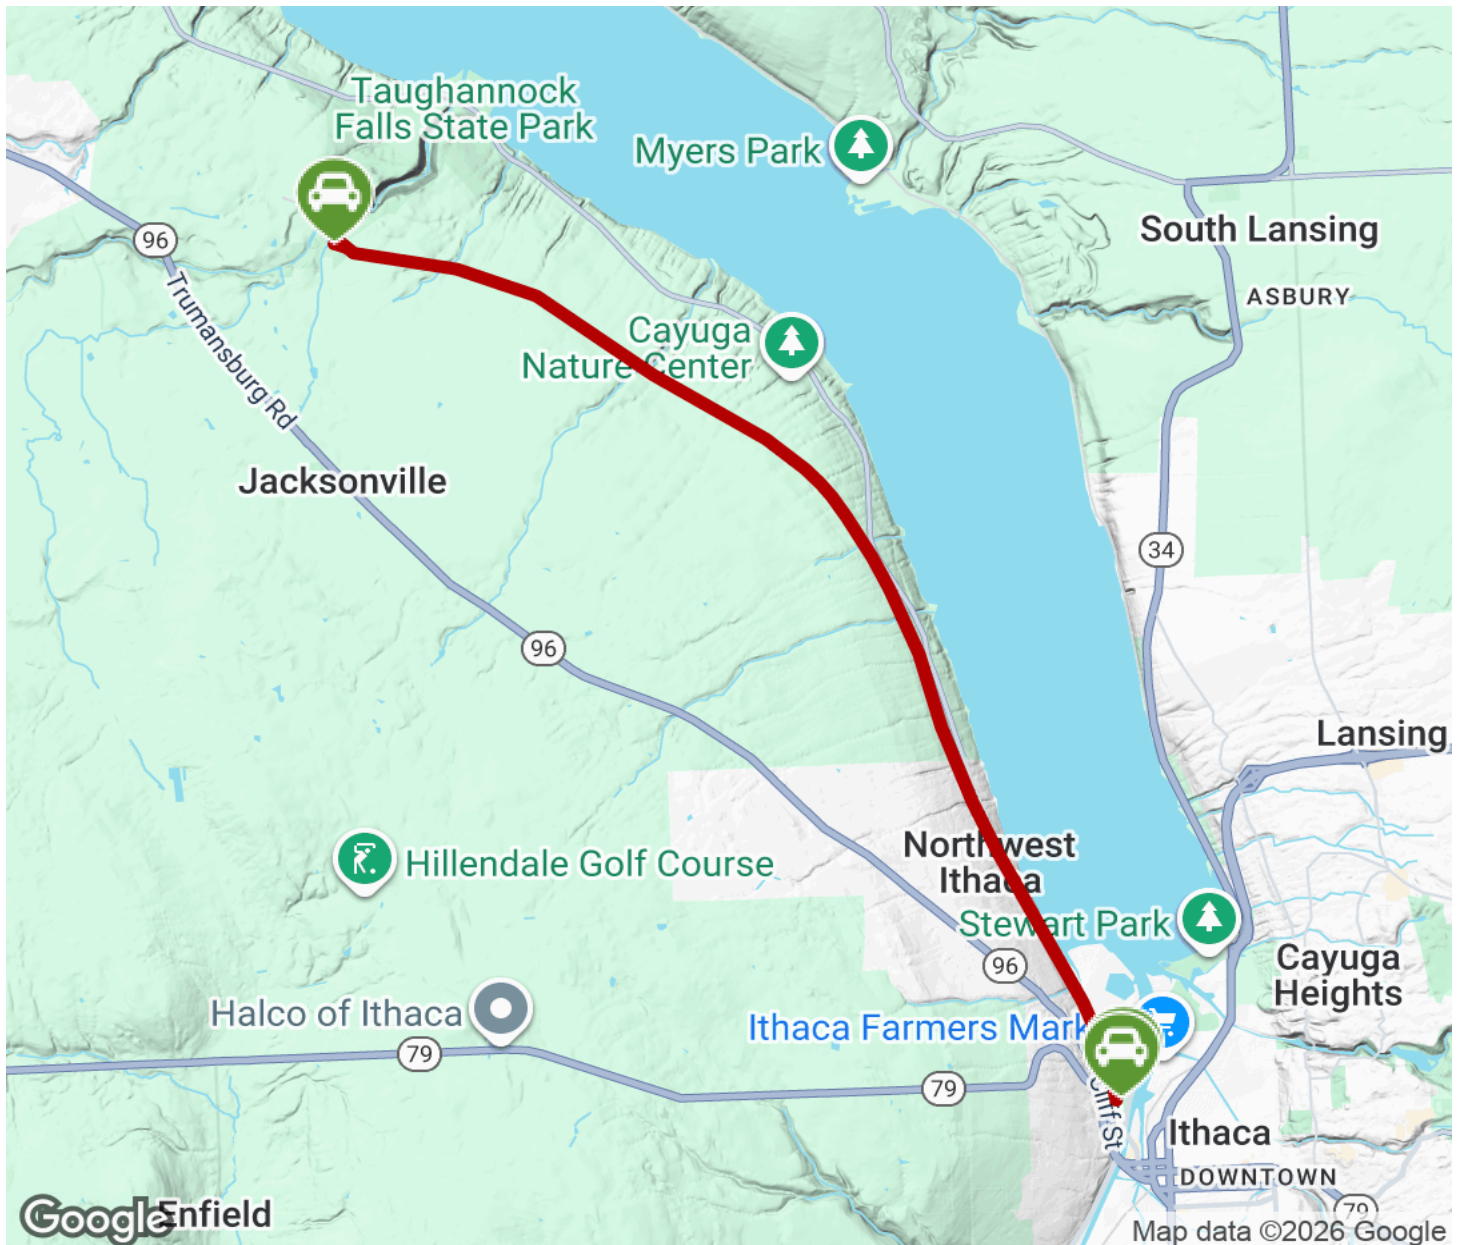 Taughannock
Falls State Park
Myers Park
South Lansing
96
ASBURY
Trumansburg Rd
Cayuga
Nature Center
Jacksonville
34
96
Lansing
Northwest
Ithaca
Hillendale Golf Course
Stewart Park
96
Cayuga
Heights
Halco of Ithaca
Ithaca Farmers Mark
79
79
Cliff St
Ithaca
DOWNTOWN
79
Google
Enfield
Map data ©2026 Google